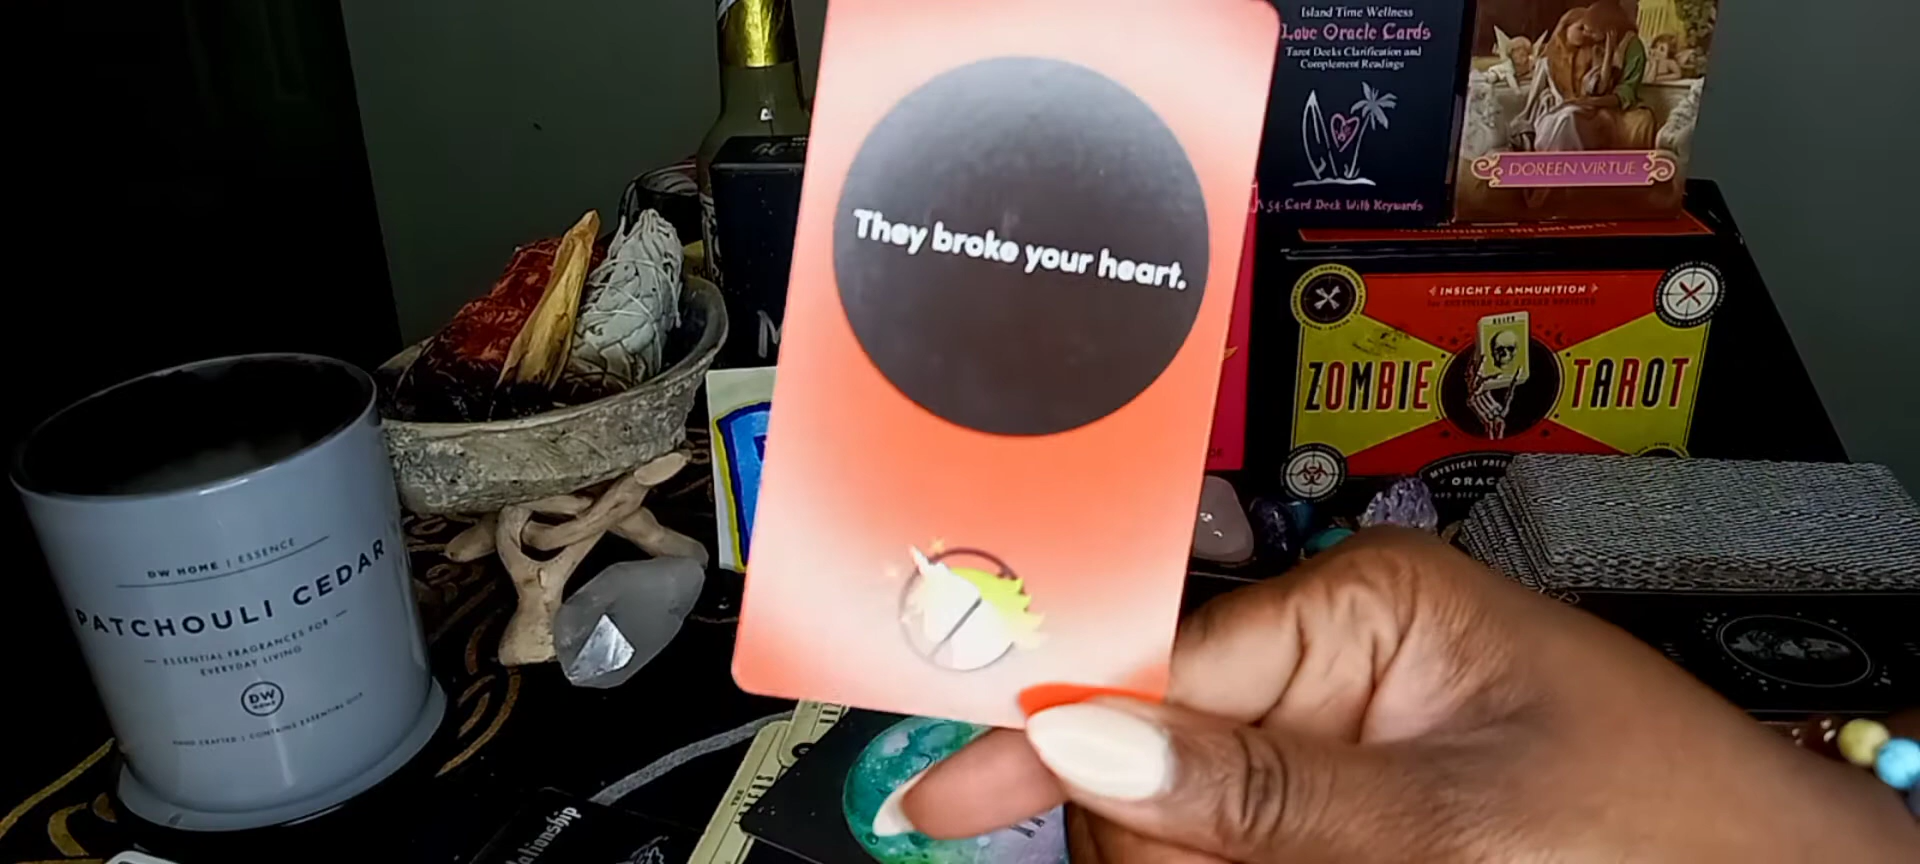 They broke your heart.
Island Time Wellness
Love Oracle Cards
Tarot Decks Clarification and
Complement Readings
A 54-Card Deck With Keywords
DOREEN VIRTUE
INSIGHT & AMMUNITION
ZOMBIE TAROT
DW HOME | ESSENCE
PATCHOULI CEDAR
ESSENTIAL FRAGRANCES FOR
EVERYDAY LIVING
DW
HOME
HAND CRAFTED | CONTAINS ESSENTIAL OILS